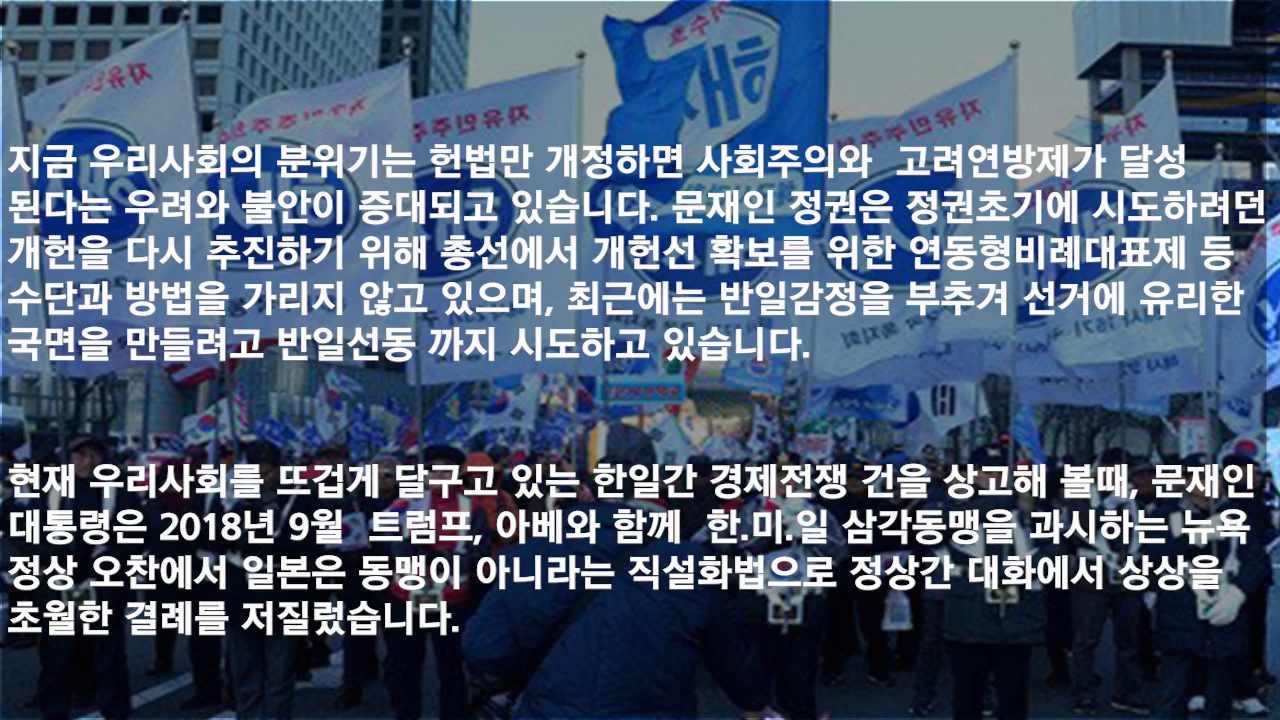 지금 우리사회의 분위기는 헌법만 개정하면 사회주의와 고려연방제가 달성
된다는 우려와 불안이 증대되고 있습니다. 문재인 정권은 정권초기에 시도하려던
개헌을 다시 추진하기 위해 총선에서 개헌선 확보를 위한 연동형비례대표제 등
수단과 방법을 가리지 않고 있으며, 최근에는 반일감정을 부추겨 선거에 유리한
국면을 만들려고 반일선동 까지 시도하고 있습니다.
현재 우리사회를 뜨겁게 달구고 있는 한일간 경제전쟁 건을 상고해 볼때, 문재인
대통령은 2018년 9월 트럼프, 아베와 함께 한.미.일 삼각동맹을 과시하는 뉴욕
정상 오찬에서 일본은 동맹이 아니라는 직설화법으로 정상간 대화에서 상상을
초월한 결례를 저질렀습니다.